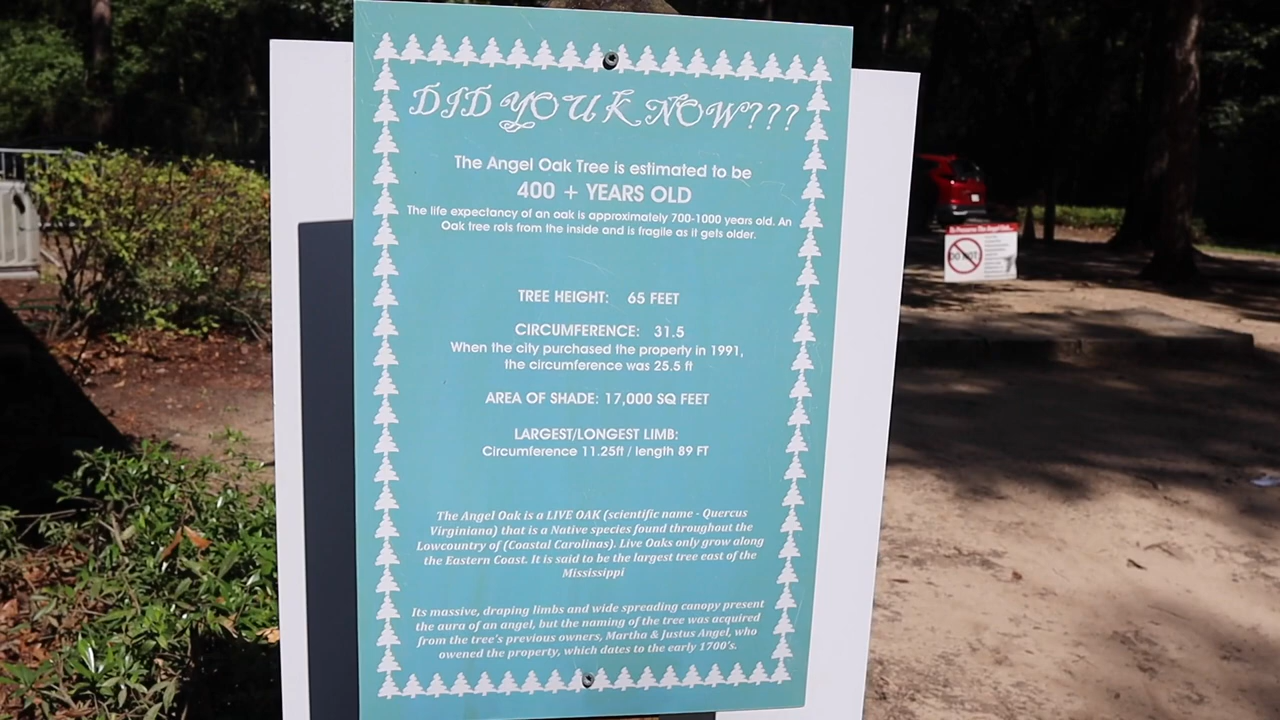 DID YOU KNOW???
The Angel Oak Tree is estimated to be
400 + YEARS OLD
The life expectancy of an oak is approximately 700-1000 years old. An
Oak tree rots from the inside and is fragile as it gets older.
TREE HEIGHT: 65 FEET
CIRCUMFERENCE: 31.5
When the city purchased the property in 1991,
the circumference was 25.5 ft
AREA OF SHADE: 17,000 SQ FEET
LARGEST/LONGEST LIMB:
Circumference 11.25ft / length 89 FT
The Angel Oak is a LIVE OAK (scientific name - Quercus
Virginiana) that is a Native species found throughout the
Lowcountry of (Coastal Carolinas). Live Oaks only grow along
the Eastern Coast. It is said to be the largest tree east of the
Mississippi
Its massive, draping limbs and wide spreading canopy present
the aura of an angel, but the naming of the tree was acquired
from the tree's previous owners, Martha & Justus Angel, who
owened the property, which dates to the early 1700's.
To Preserve The Angel Oak...
DO NOT